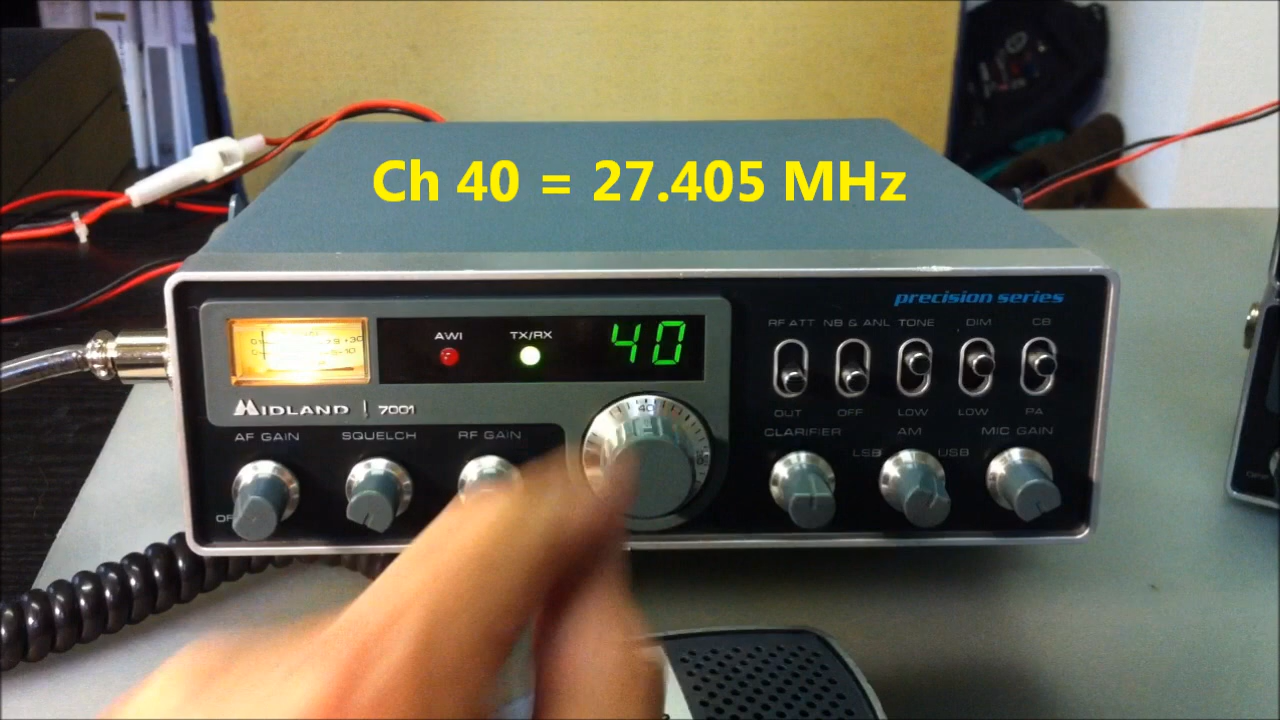 Ch 40 = 27.405 MHz
precision series
AWI TX/RX 40
RF ATT NB & ANL TONE DIM CB
MIDLAND 7001
OUT OFF LOW LOW PA
AF GAIN SQUELCH RF GAIN
40
CLARIFIER AM MIC GAIN
LSB USB